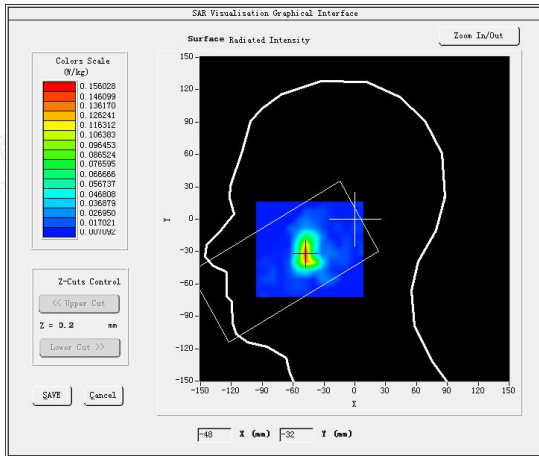 SAR Visualisation Graphical Interface
Surface Radiated Intensity
Zoom In/Out
Colors Scale
(W/kg)
0.156028
0.146099
0.136170
0.126241
0.116312
0.106383
0.096453
0.086524
0.076595
0.066666
0.056737
0.046808
0.036879
0.026950
0.017021
0.007092
Z-Cuts Control
<< Upper Cut
Z = 0.2 mm
Lower Cut >>
SAVE Cancel
150
120
90
60
30
0
-30
-60
-90
-120
-150
Y
-150 -120 -90 -60 -30 0 30 60 90 120 150
X
-48 X (mm) -32 Y (mm)